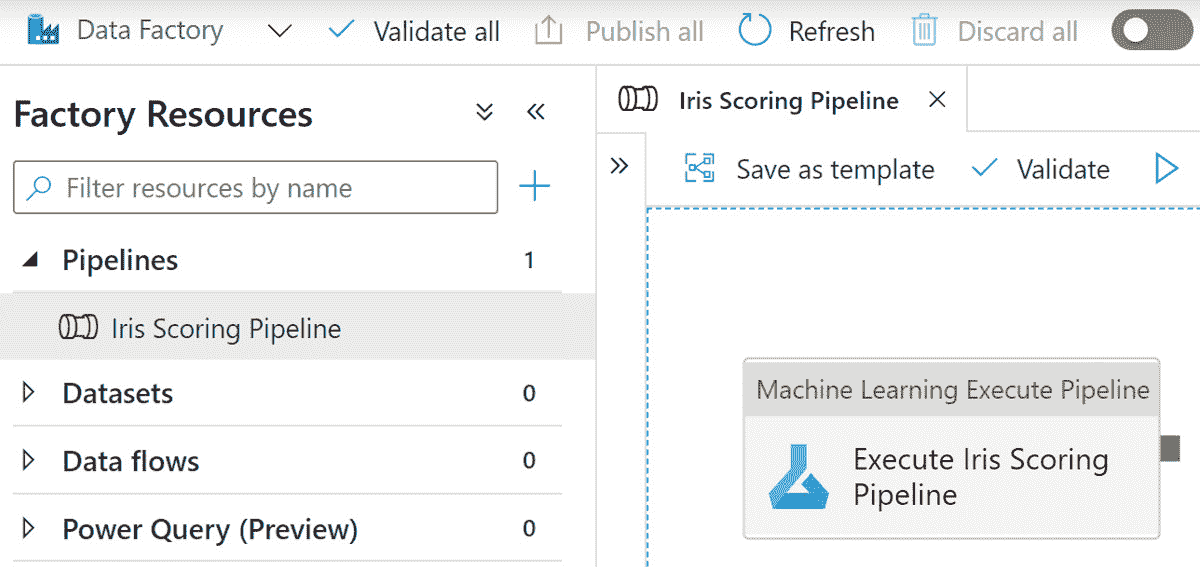 Data Factory Validate all Publish all Refresh Discard all
Factory Resources
Filter resources by name
Pipelines 1
Iris Scoring Pipeline
Datasets 0
Data flows 0
Power Query (Preview) 0
Iris Scoring Pipeline
Save as template Validate
Machine Learning Execute Pipeline
Execute Iris Scoring
Pipeline